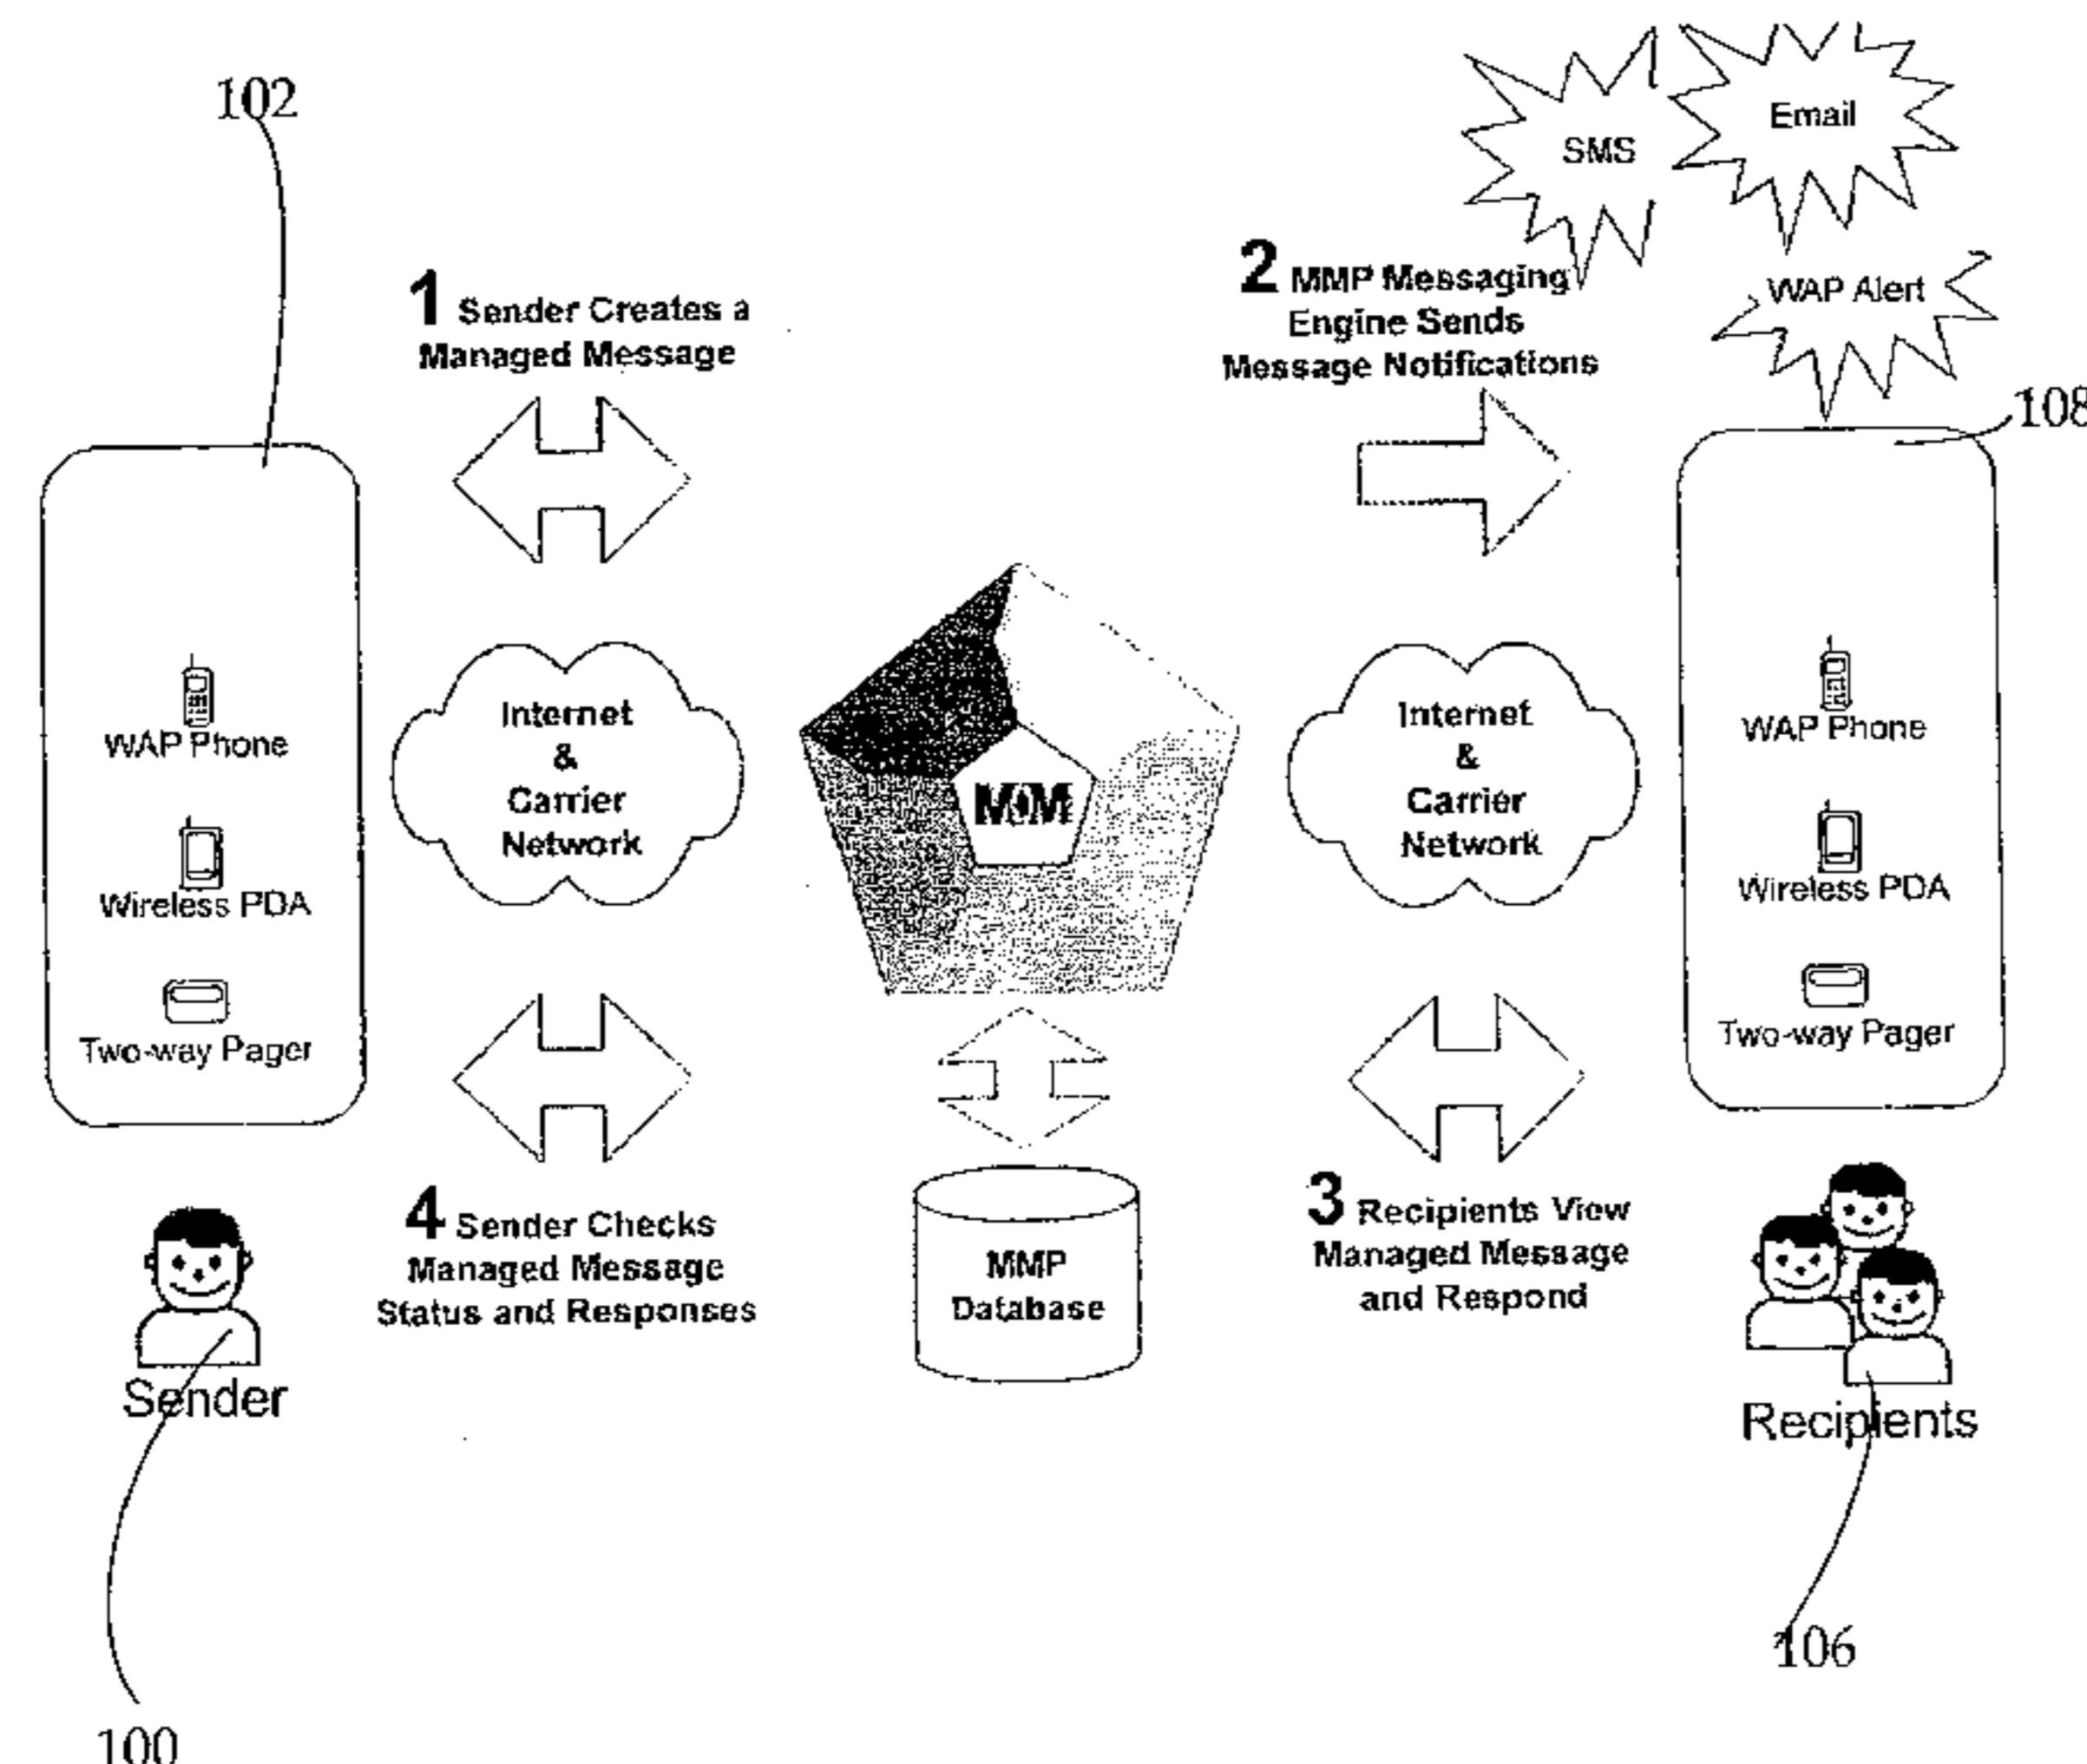 102
SMS
Email
1 Sender Creates a
Managed Message
2 MMP Messaging
Engine Sends
Message Notifications
WAP Alert
108
WAP Phone
Wireless PDA
Two-way Pager
Internet
&
Carrier
Network
Internet
&
Carrier
Network
WAP Phone
Wireless PDA
Two-way Pager
4 Sender Checks
Managed Message
Status and Responses
MMP
Database
3 Recipients View
Managed Message
and Respond
Sender
Recipients
106
100